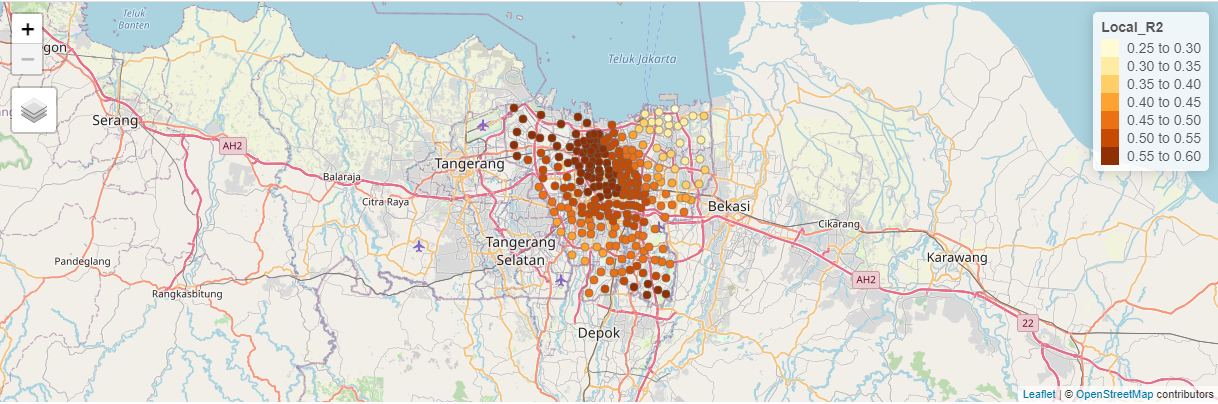 Teluk
Banten
+
−
gon
Serang
AH2
Balaraja
Citra Raya
Pandeglang
Rangkasbitung
Teluk Jakarta
Tangerang
Tangerang
Selatan
Depok
Bekasi
Cikarang
Karawang
AH2
22
Local_R2
0.25 to 0.30
0.30 to 0.35
0.35 to 0.40
0.40 to 0.45
0.45 to 0.50
0.50 to 0.55
0.55 to 0.60
Leaflet | © OpenStreetMap contributors